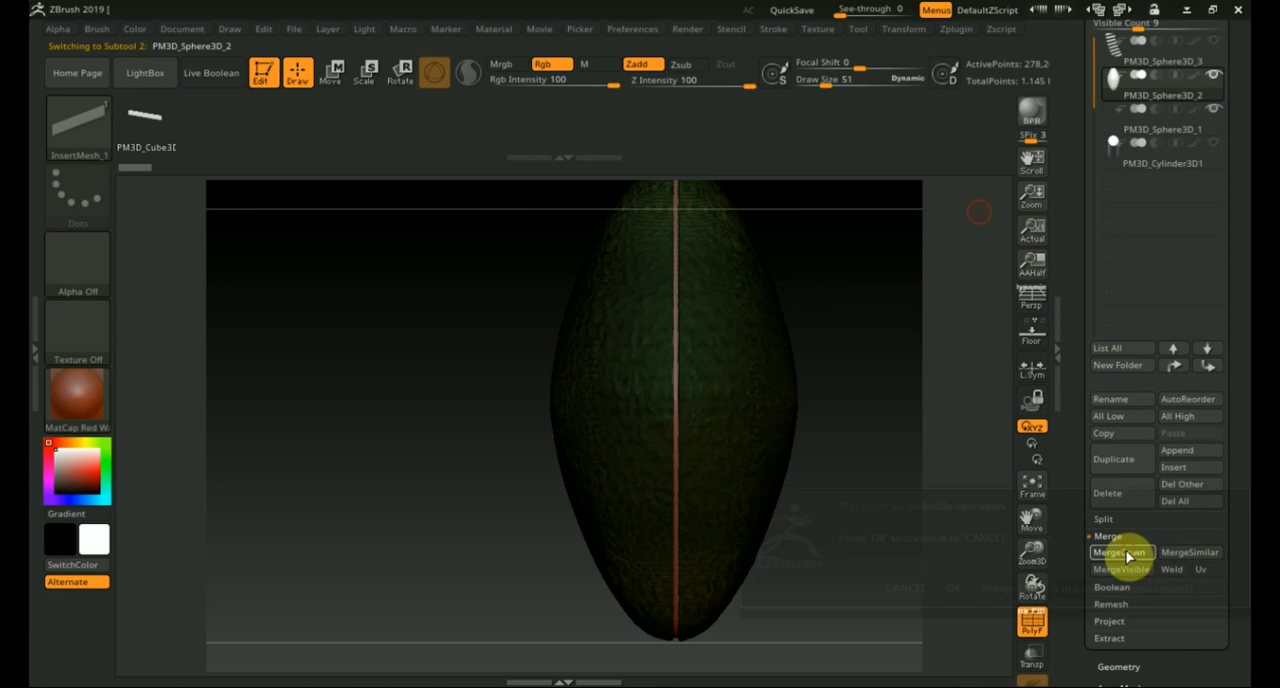 ZBrush 2019 [
AC QuickSave See-through 0 Menus DefaultZScript
Visible Count 9
Alpha Brush Color Document Draw Edit File Layer Light Macro Marker Material Movie Picker Preferences Render Stencil Stroke Texture Tool Transform Zplugin Zscript
Switching to Subtool 2: PM3D_Sphere3D_2
Home Page LightBox Live Boolean Edit Draw Move Scale Rotate
Mrgb Rgb M Zadd Zsub Zcut
Rgb Intensity 100 Z Intensity 100
Focal Shift 0
Draw Size 51 Dynamic
ActivePoints: 278,2
TotalPoints: 1.145
S D
InsertMesh_1
PM3D_Cube3D
Dots
Alpha Off
Texture Off
MatCap Red W
Gradient
SwitchColor
Alternate
BPR
SPix 3
Scroll
Zoom
Actual
AAHalf
Dynamic
Persp
Floor
L.Sym
XYZ
Frame
Move
Zoom3D
Rotate
PolyF
Transp
PM3D_Sphere3D_3
PM3D_Sphere3D_2
PM3D_Sphere3D_1
PM3D_Cylinder3D1
List All
New Folder
Rename AutoReorder
All Low All High
Copy Paste
Duplicate Append
Insert
Delete Del Other
Del All
Split
Merge
MergeDown MergeSimilar
MergeVisible Weld Uv
Boolean
Remesh
Project
Extract
Geometry
CANCEL OK